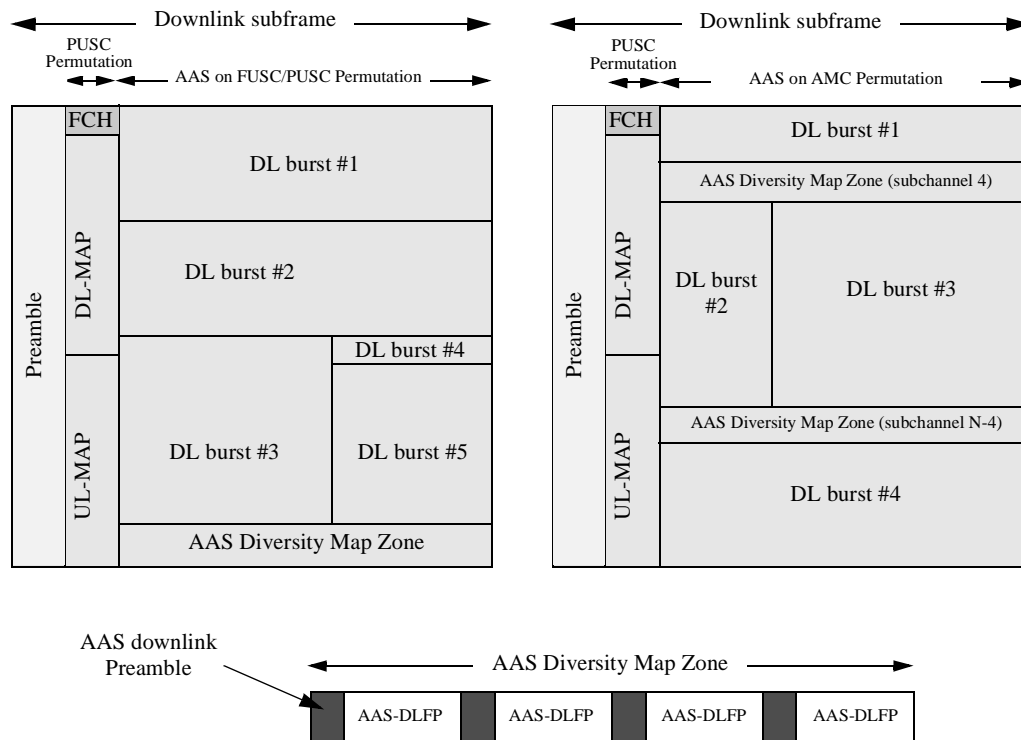 Downlink subframe
PUSC
Permutation
AAS on FUSC/PUSC Permutation
FCH
DL burst #1
Preamble
DL-MAP
DL burst #2
DL burst #4
UL-MAP
DL burst #3
DL burst #5
AAS Diversity Map Zone
Downlink subframe
PUSC
Permutation
AAS on AMC Permutation
FCH
DL burst #1
AAS Diversity Map Zone (subchannel 4)
Preamble
DL-MAP
DL burst
#2
DL burst #3
AAS Diversity Map Zone (subchannel N-4)
UL-MAP
DL burst #4
AAS downlink
Preamble
AAS Diversity Map Zone
AAS-DLFP
AAS-DLFP
AAS-DLFP
AAS-DLFP